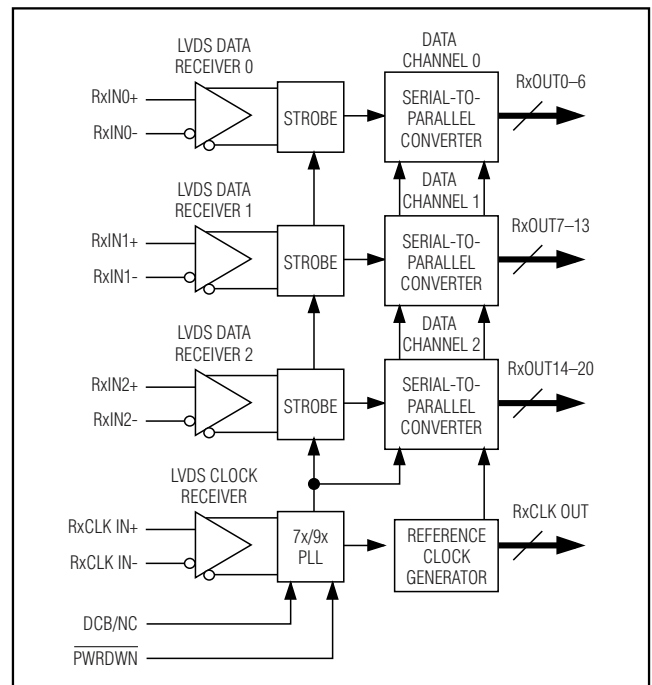 LVDS DATA
RECEIVER 0
DATA
CHANNEL 0
RxIN0+
RxIN0-
STROBE
SERIAL-TO-
PARALLEL
CONVERTER
RxOUT0–6
LVDS DATA
RECEIVER 1
DATA
CHANNEL 1
RxIN1+
RxIN1-
STROBE
SERIAL-TO-
PARALLEL
CONVERTER
RxOUT7–13
LVDS DATA
RECEIVER 2
DATA
CHANNEL 2
RxIN2+
RxIN2-
STROBE
SERIAL-TO-
PARALLEL
CONVERTER
RxOUT14–20
LVDS CLOCK
RECEIVER
RxCLK IN+
RxCLK IN-
7x/9x
PLL
REFERENCE
CLOCK
GENERATOR
RxCLK OUT
DCB/NC
PWRDWN